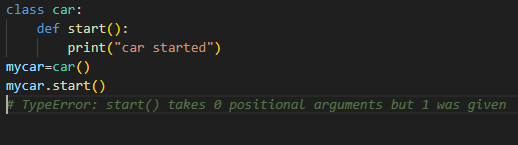 class car:
    def start():
        print("car started")
mycar=car()
mycar.start()
# TypeError: start() takes 0 positional arguments but 1 was given